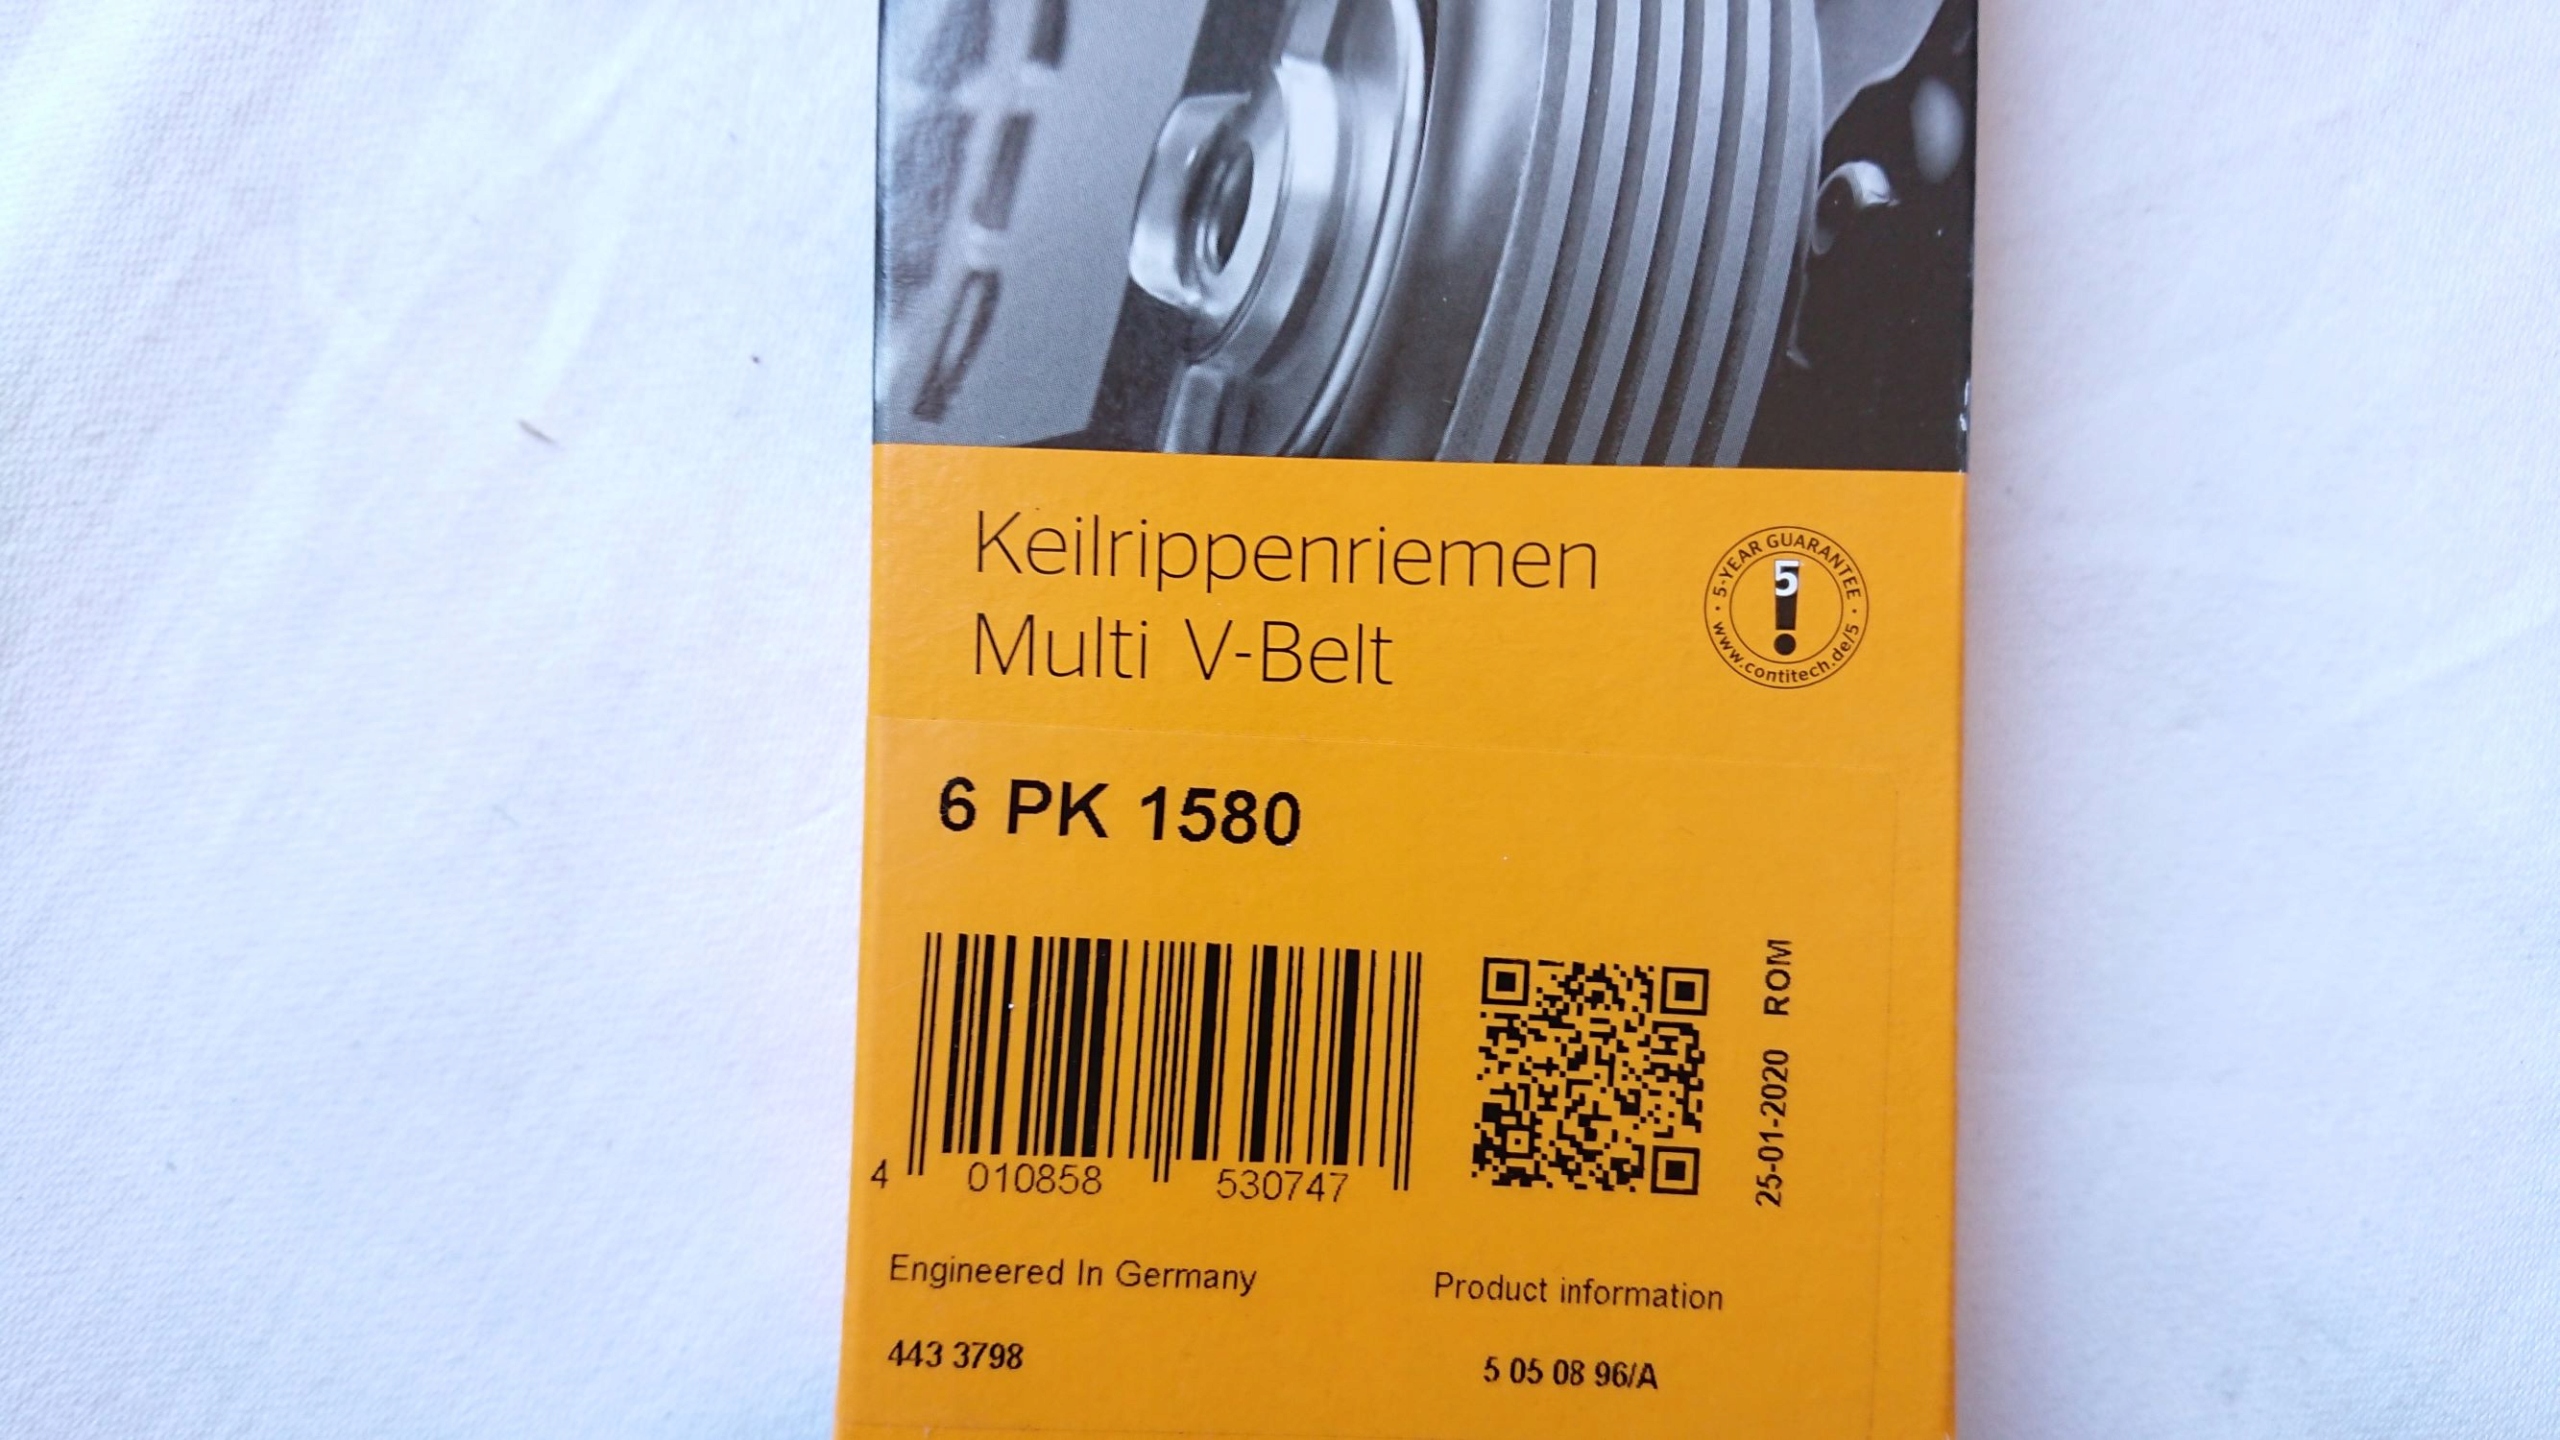 Keilrippenriemen
Multi V-Belt
· 5-YEAR GUARANTEE ·
5
www.contitech.de/5
6 PK 1580
4 010858 530747
25-01-2020 ROM
Engineered In Germany
Product information
443 3798
5 05 08 96/A